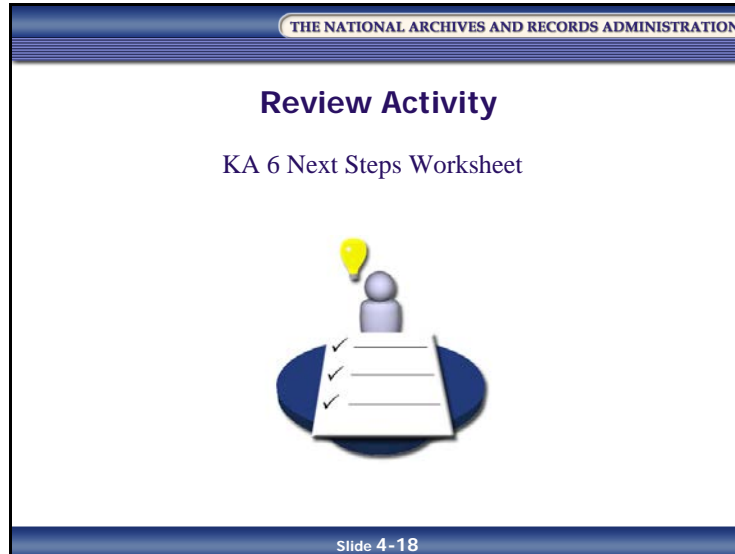 THE NATIONAL ARCHIVES AND RECORDS ADMINISTRATION
Review Activity
KA 6 Next Steps Worksheet
Slide 4-18